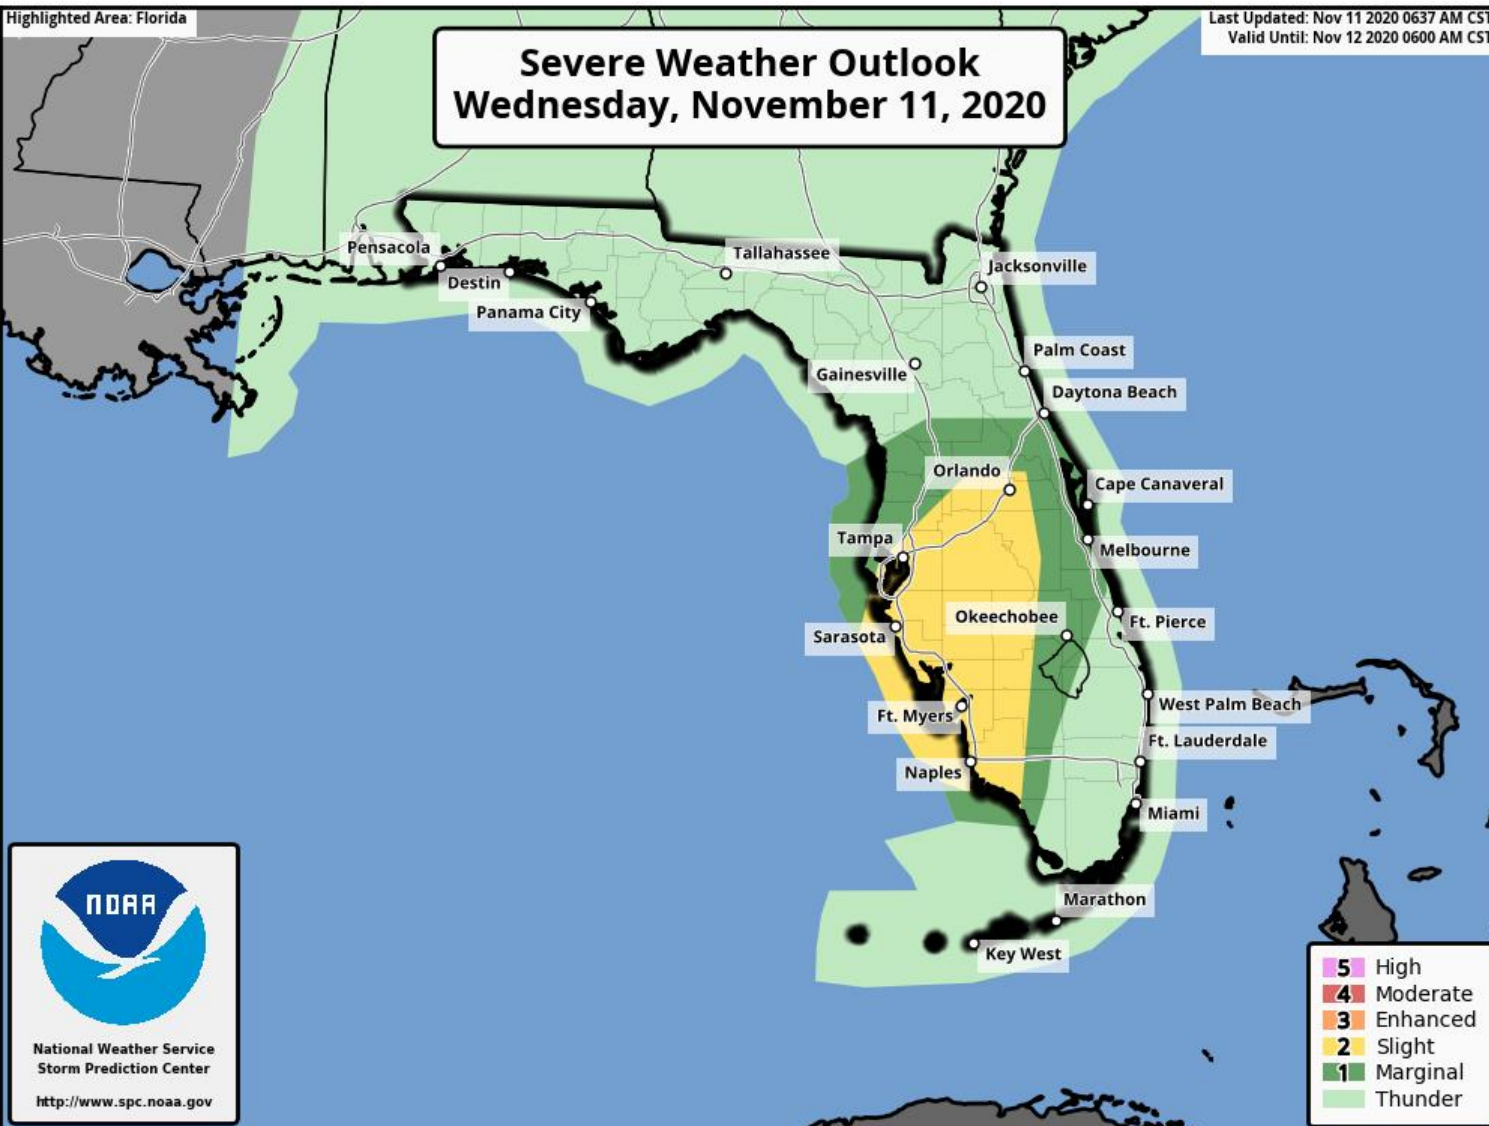 Highlighted Area: Florida
Last Updated: Nov 11 2020 0637 AM CST
Valid Until: Nov 12 2020 0600 AM CST
Severe Weather Outlook
Wednesday, November 11, 2020
Pensacola
Destin
Panama City
Tallahassee
Jacksonville
Palm Coast
Gainesville
Daytona Beach
Orlando
Cape Canaveral
Tampa
Melbourne
Okeechobee
Ft. Pierce
Sarasota
West Palm Beach
Ft. Myers
Ft. Lauderdale
Naples
Miami
Marathon
Key West
NOAA
National Weather Service
Storm Prediction Center
http://www.spc.noaa.gov
5 High
4 Moderate
3 Enhanced
2 Slight
1 Marginal
Thunder